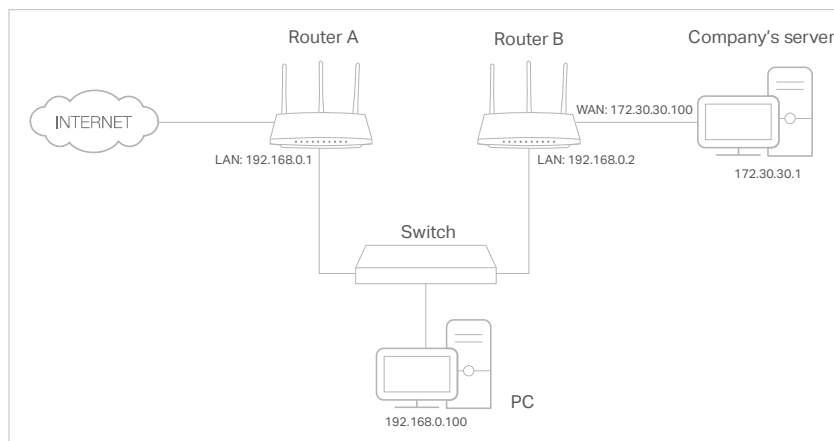 Router A
Router B
Company's server
INTERNET
WAN: 172.30.30.100
LAN: 192.168.0.1
LAN: 192.168.0.2
172.30.30.1
Switch
PC
192.168.0.100